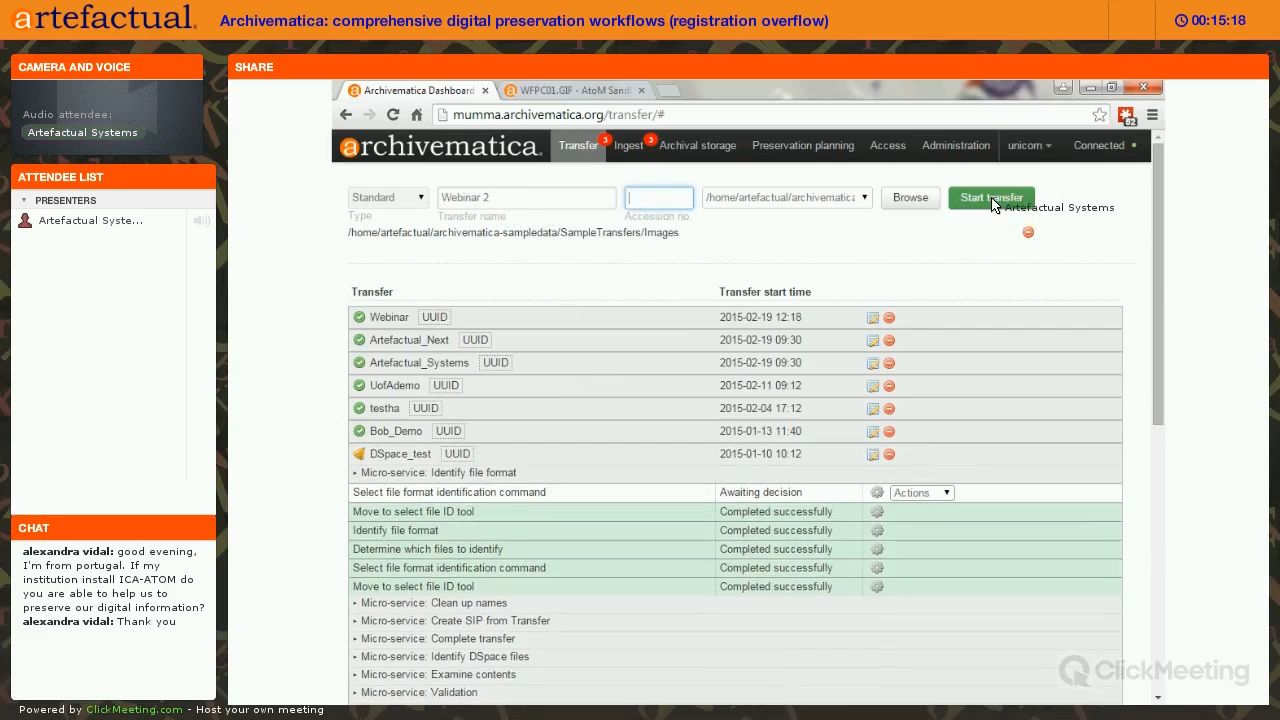 artefactual.
Archivematica: comprehensive digital preservation workflows (registration overflow)
00:15:18
CAMERA AND VOICE
Audio attendee:
Artefactual Systems
ATTENDEE LIST
PRESENTERS
Artefactual Syste...
CHAT
alexandra vidal: good evening,
I'm from portugal. If my
institution install ICA-ATOM do
you are able to help us to
preserve our digital information?
alexandra vidal: Thank you
Powered by ClickMeeting.com - Host your own meeting
SHARE
Archivematica Dashboard
WFPC01.GIF - AtoM Sand
mumma.archivematica.org/transfer/#
62
archivematica.
Transfer 3 Ingest 3 Archival storage Preservation planning Access Administration unicorn Connected
Standard Webinar 2 /home/artefactual/archivematica Browse Start transfer
Artefactual Systems
Type Transfer name Accession no.
/home/artefactual/archivematica-sampledata/SampleTransfers/Images
Transfer Transfer start time
Webinar UUID 2015-02-19 12:18
Artefactual_Next UUID 2015-02-19 09:30
Artefactual_Systems UUID 2015-02-19 09:30
UofAdemo UUID 2015-02-11 09:12
testha UUID 2015-02-04 17:12
Bob_Demo UUID 2015-01-13 11:40
DSpace_test UUID 2015-01-10 10:12
Micro-service: Identify file format
Select file format identification command Awaiting decision Actions
Move to select file ID tool Completed successfully
Identify file format Completed successfully
Determine which files to identify Completed successfully
Select file format identification command Completed successfully
Move to select file ID tool Completed successfully
Micro-service: Clean up names
Micro-service: Create SIP from Transfer
Micro-service: Complete transfer
Micro-service: Identify DSpace files
Micro-service: Examine contents
Micro-service: Validation
ClickMeeting